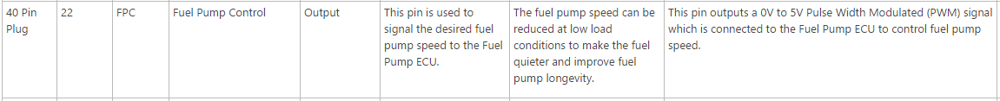 40 Pin Plug
22
FPC
Fuel Pump Control
Output
This pin is used to
signal the desired fuel
pump speed to the Fuel
Pump ECU.
The fuel pump speed can be
reduced at low load
conditions to make the fuel
quieter and improve fuel
pump longevity.
This pin outputs a 0V to 5V Pulse Width Modulated (PWM) signal
which is connected to the Fuel Pump ECU to control fuel pump
speed.